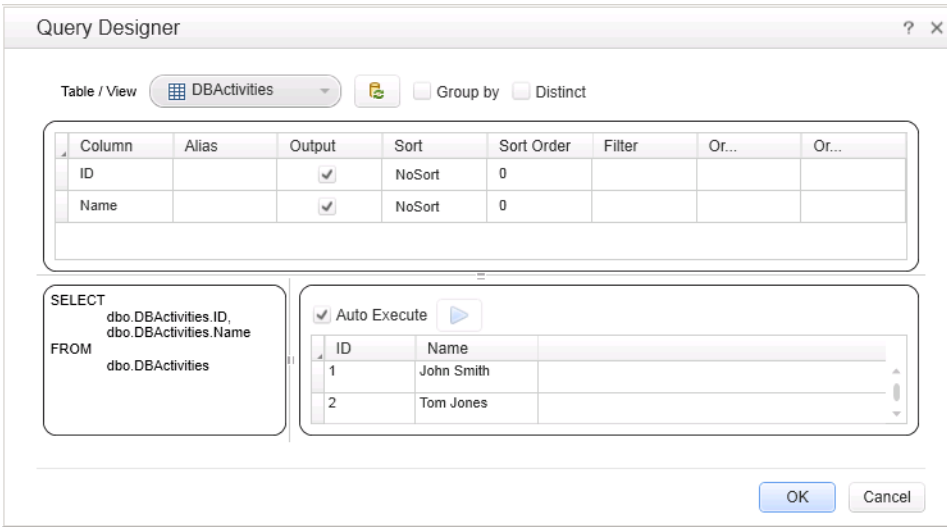 Query Designer ? ×
Table / View DBActivities Group by Distinct
Column Alias Output Sort Sort Order Filter Or... Or...
ID NoSort 0
Name NoSort 0
SELECT
dbo.DBActivities.ID,
dbo.DBActivities.Name
FROM
dbo.DBActivities
Auto Execute
ID Name
1 John Smith
2 Tom Jones
OK Cancel